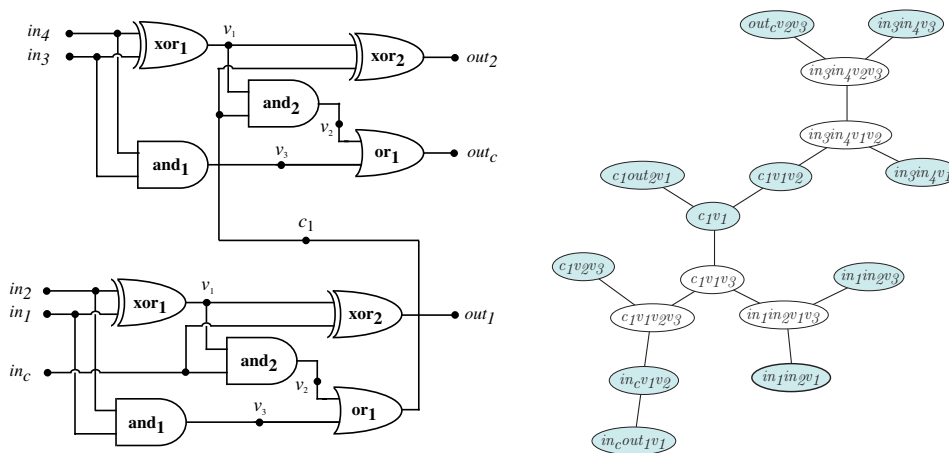 in4
in3
xor1
v1
xor2
out2
and2
v2
and1
v3
or1
outc
c1
in2
in1
xor1
v1
xor2
out1
inc
and2
v2
and1
v3
or1
outcv2v3
in3in4v3
in3in4v2v3
in3in4v1v2
in3in4v1
c1out2v1
c1v1v2
c1v1
c1v2v3
c1v1v3
in1in2v3
c1v1v2v3
in1in2v1v3
incv1v2
in1in2v1
incout1v1